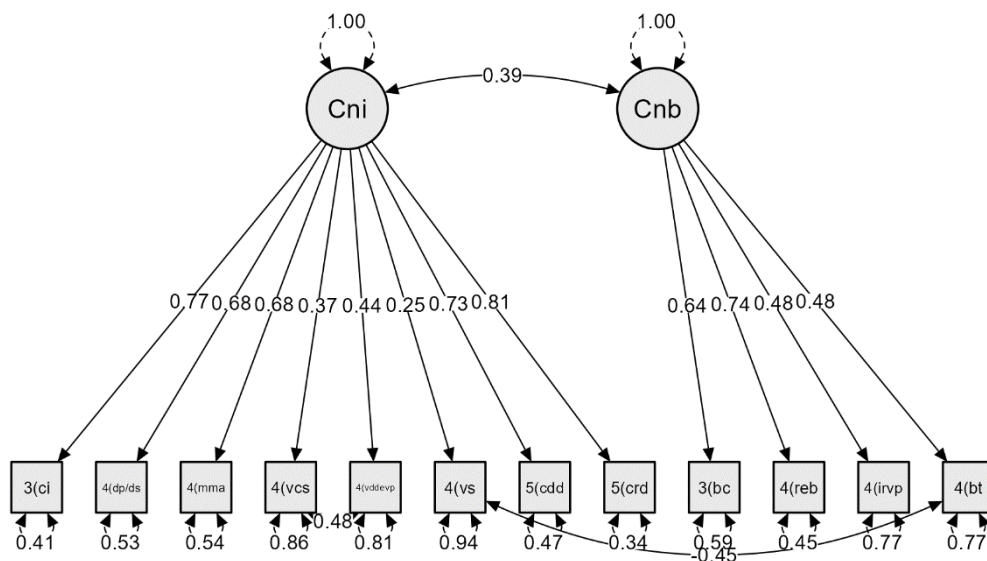 1.00 1.00
0.39
Cni Cnb
0.77 0.68 0.68 0.37 0.44 0.25 0.73 0.81 0.64 0.74 0.48 0.48
3(ci 4(dp/ds 4(mma 4(vcs 4(vddevp 4(vs 5(cdd 5(crd 3(bc 4(reb 4(irvp 4(bt
0.48
0.41 0.53 0.54 0.86 0.81 0.94 0.47 0.34 0.59 0.45 0.77 0.77
-0.45